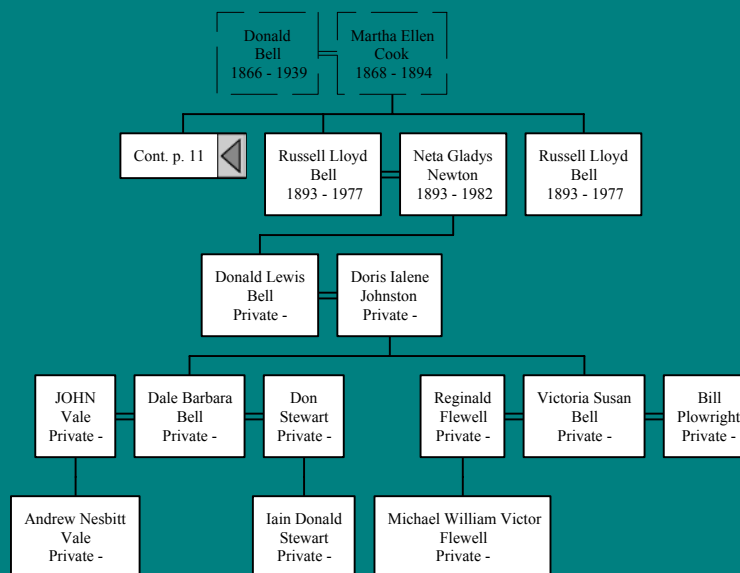 Donald
Bell
1866 - 1939
Martha Ellen
Cook
1868 - 1894
Cont. p. 11
Russell Lloyd
Bell
1893 - 1977
Neta Gladys
Newton
1893 - 1982
Russell Lloyd
Bell
1893 - 1977
Donald Lewis
Bell
Private -
Doris Ialene
Johnston
Private -
JOHN
Vale
Private -
Dale Barbara
Bell
Private -
Don
Stewart
Private -
Reginald
Flewell
Private -
Victoria Susan
Bell
Private -
Bill
Plowright
Private -
Andrew Nesbitt
Vale
Private -
Iain Donald
Stewart
Private -
Michael William Victor
Flewell
Private -